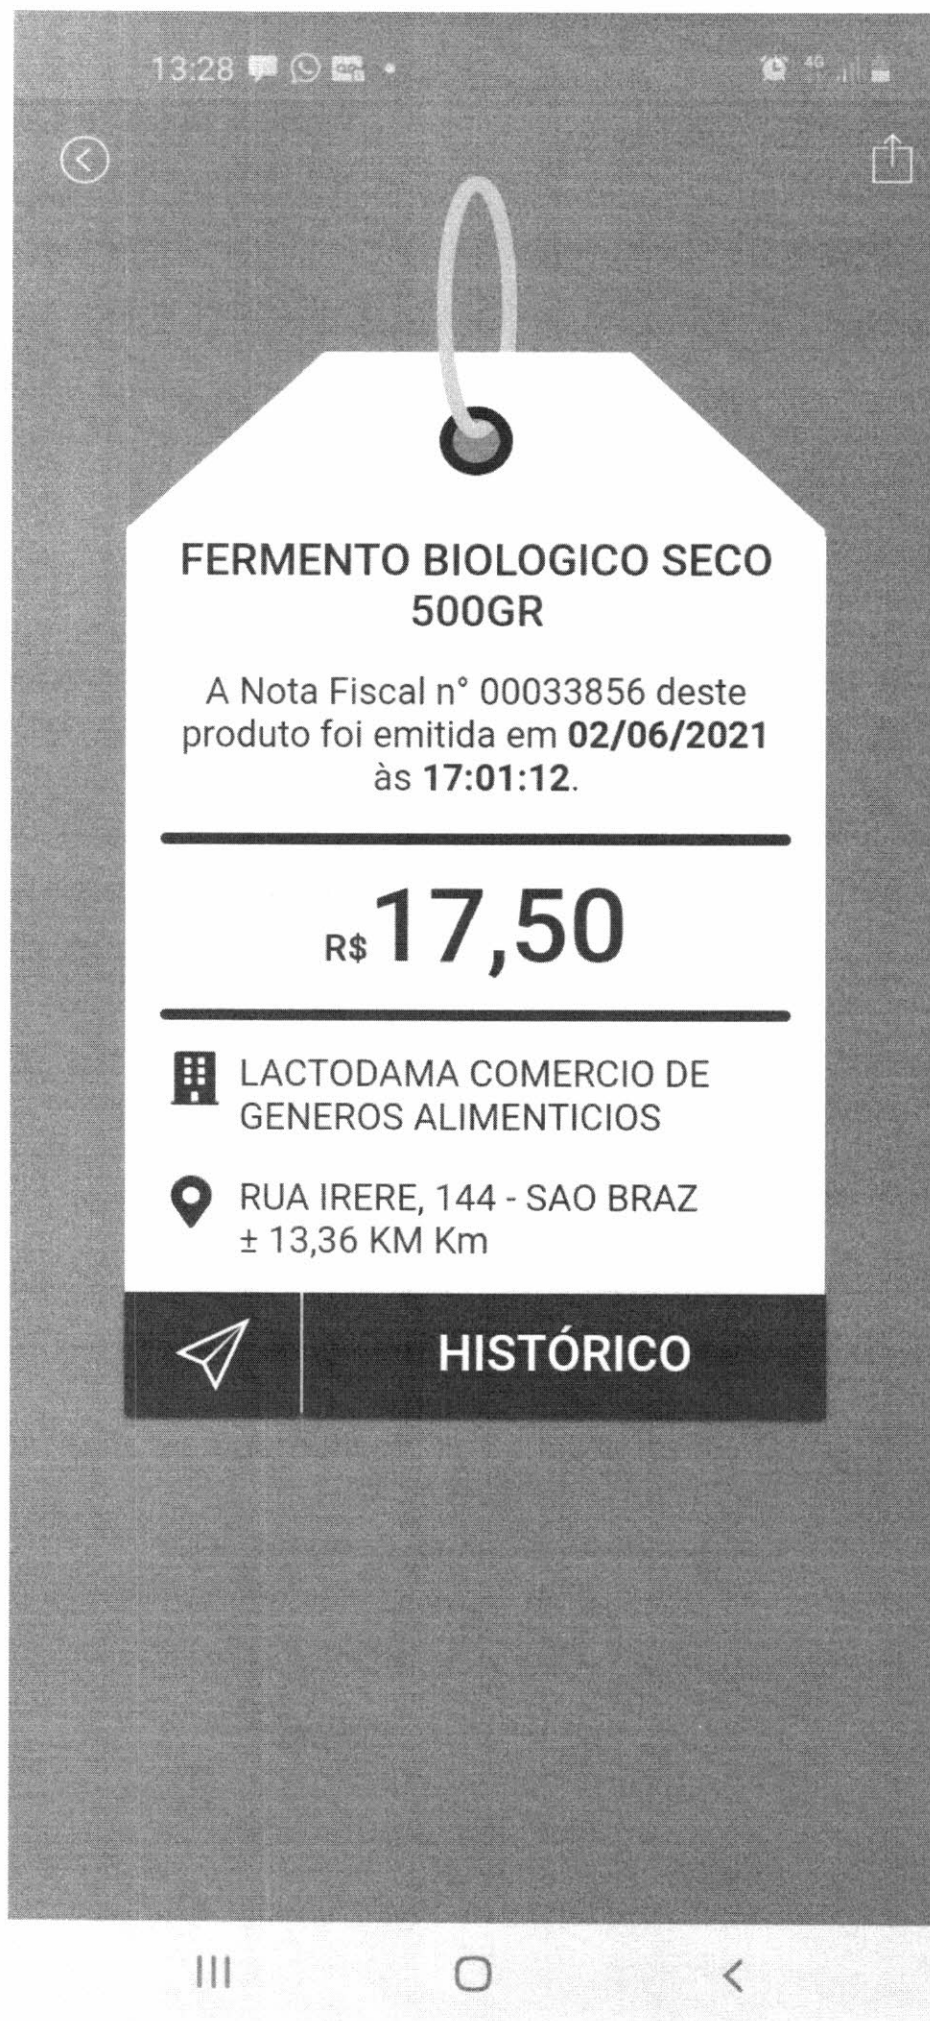 13:28
4G
FERMENTO BIOLOGICO SECO
500GR
A Nota Fiscal n° 00033856 deste
produto foi emitida em 02/06/2021
às 17:01:12.
R$ 17,50
LACTODAMA COMERCIO DE
GENEROS ALIMENTICIOS
RUA IRERE, 144 - SAO BRAZ
± 13,36 KM Km
HISTÓRICO